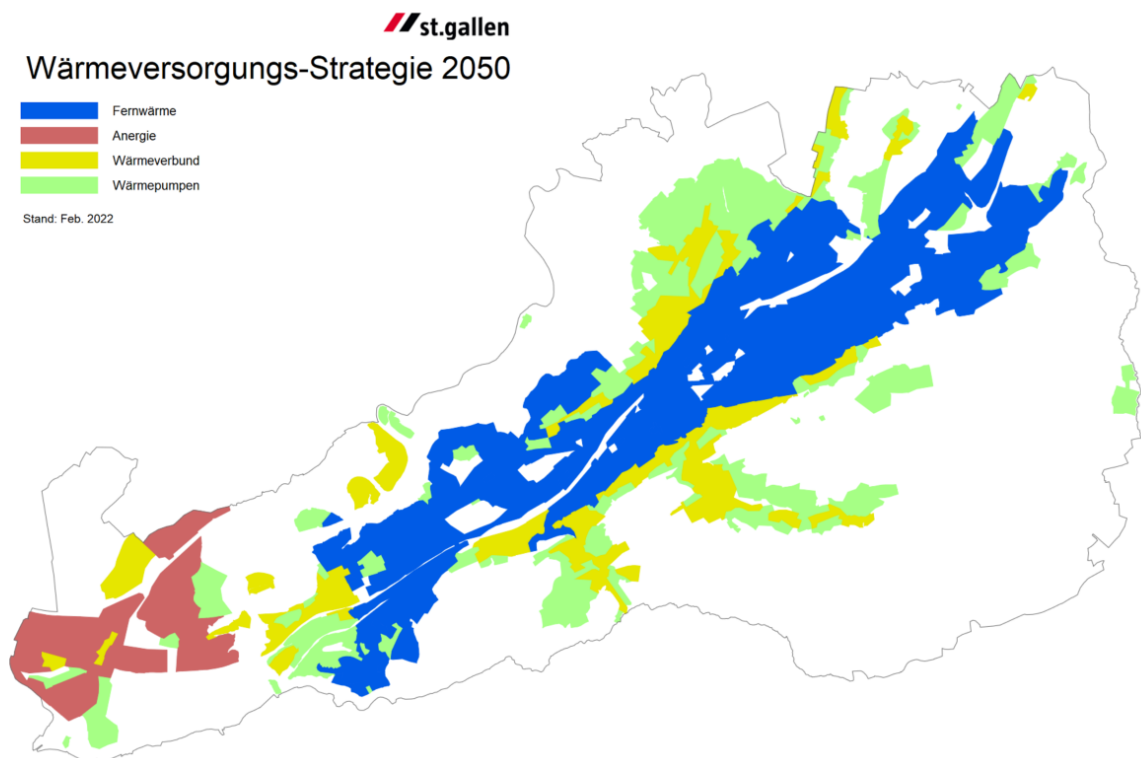 st.gallen
Wärmeversorgungs-Strategie 2050
Fernwärme
Anergie
Wärmeverbund
Wärmepumpen
Stand: Feb. 2022